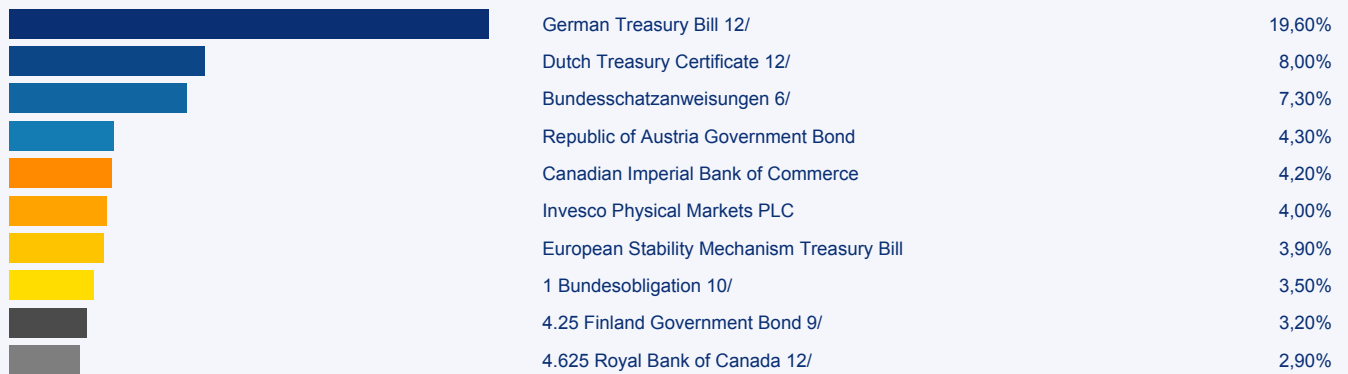 German Treasury Bill 12/ 19,60%
Dutch Treasury Certificate 12/ 8,00%
Bundesschatzanweisungen 6/ 7,30%
Republic of Austria Government Bond 4,30%
Canadian Imperial Bank of Commerce 4,20%
Invesco Physical Markets PLC 4,00%
European Stability Mechanism Treasury Bill 3,90%
1 Bundesobligation 10/ 3,50%
4.25 Finland Government Bond 9/ 3,20%
4.625 Royal Bank of Canada 12/ 2,90%